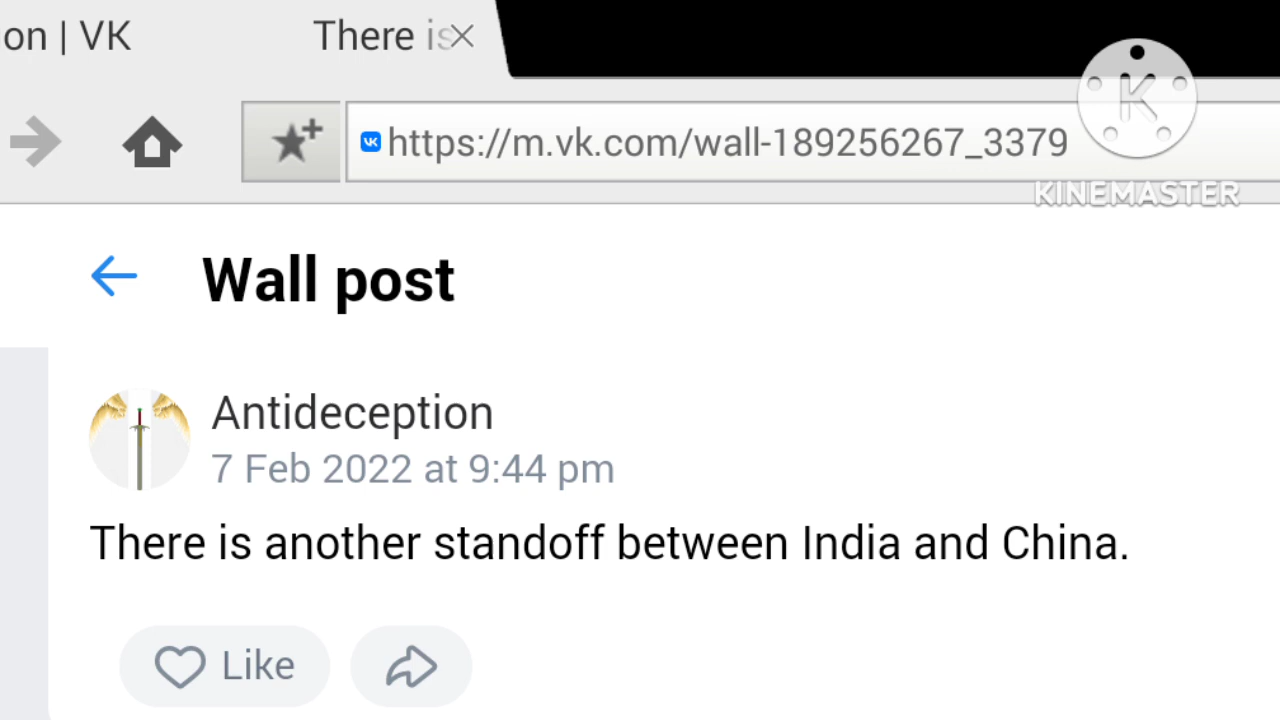 on | VK
There is
https://m.vk.com/wall-189256267_3379
K
KINEMASTER
Wall post
Antideception
7 Feb 2022 at 9:44 pm
There is another standoff between India and China.
Like